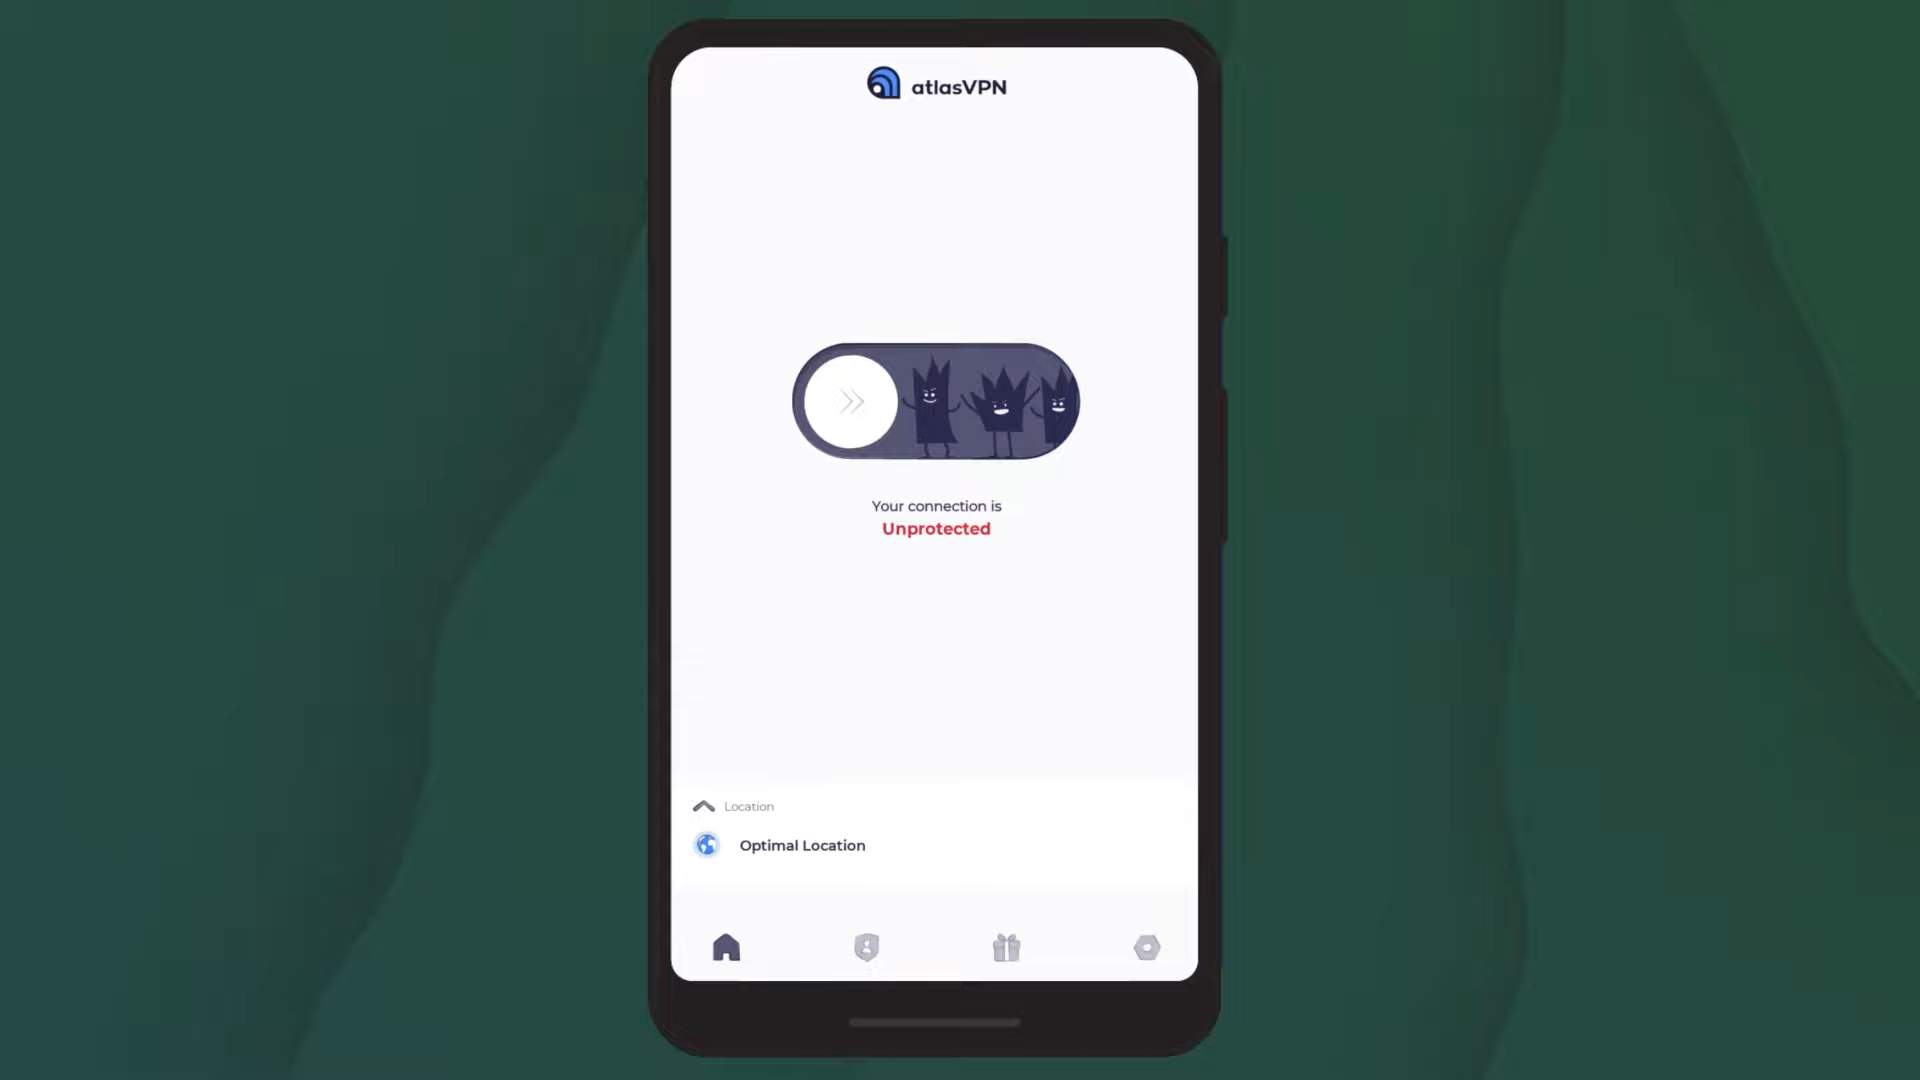 atlasVPN
Your connection is
Unprotected
Location
Optimal Location